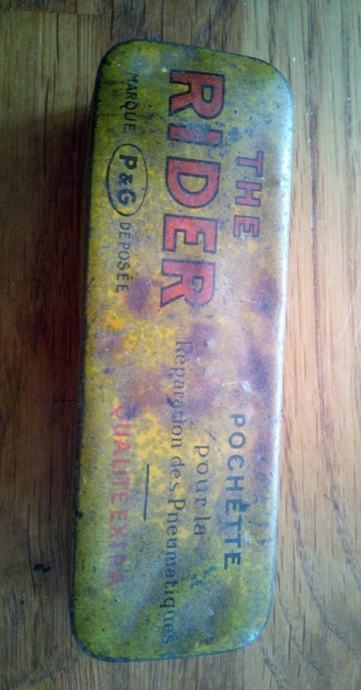 THE
RIDER
MARQUE P&G DÉPOSÉE
POCHETTE
pour la
Réparation des Pneumatiques
QUALITÉ EXTRA